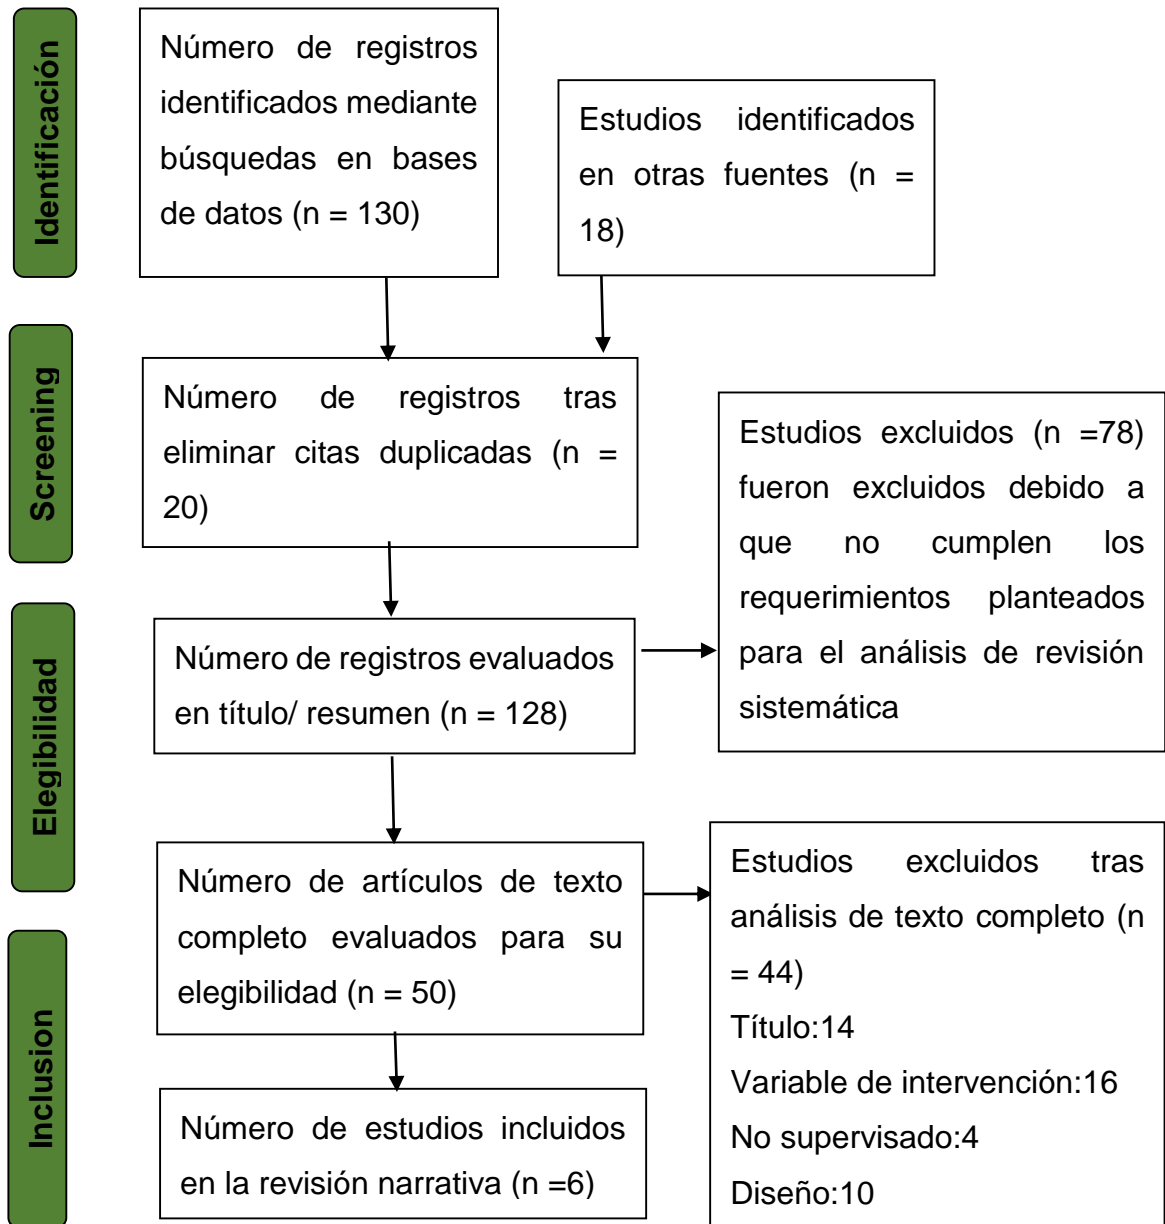 Identificación
Número de registros
identificados mediante
búsquedas en bases
de datos (n = 130)
Estudios identificados
en otras fuentes (n =
18)
Screening
Número de registros tras
eliminar citas duplicadas (n =
20)
Estudios excluidos (n =78)
fueron excluidos debido a
que no cumplen los
requerimientos planteados
para el análisis de revisión
sistemática
Elegibilidad
Número de registros evaluados
en título/ resumen (n = 128)
Número de artículos de texto
completo evaluados para su
elegibilidad (n = 50)
Estudios excluidos tras
análisis de texto completo (n
= 44)
Título:14
Variable de intervención:16
No supervisado:4
Diseño:10
Inclusion
Número de estudios incluidos
en la revisión narrativa (n =6)